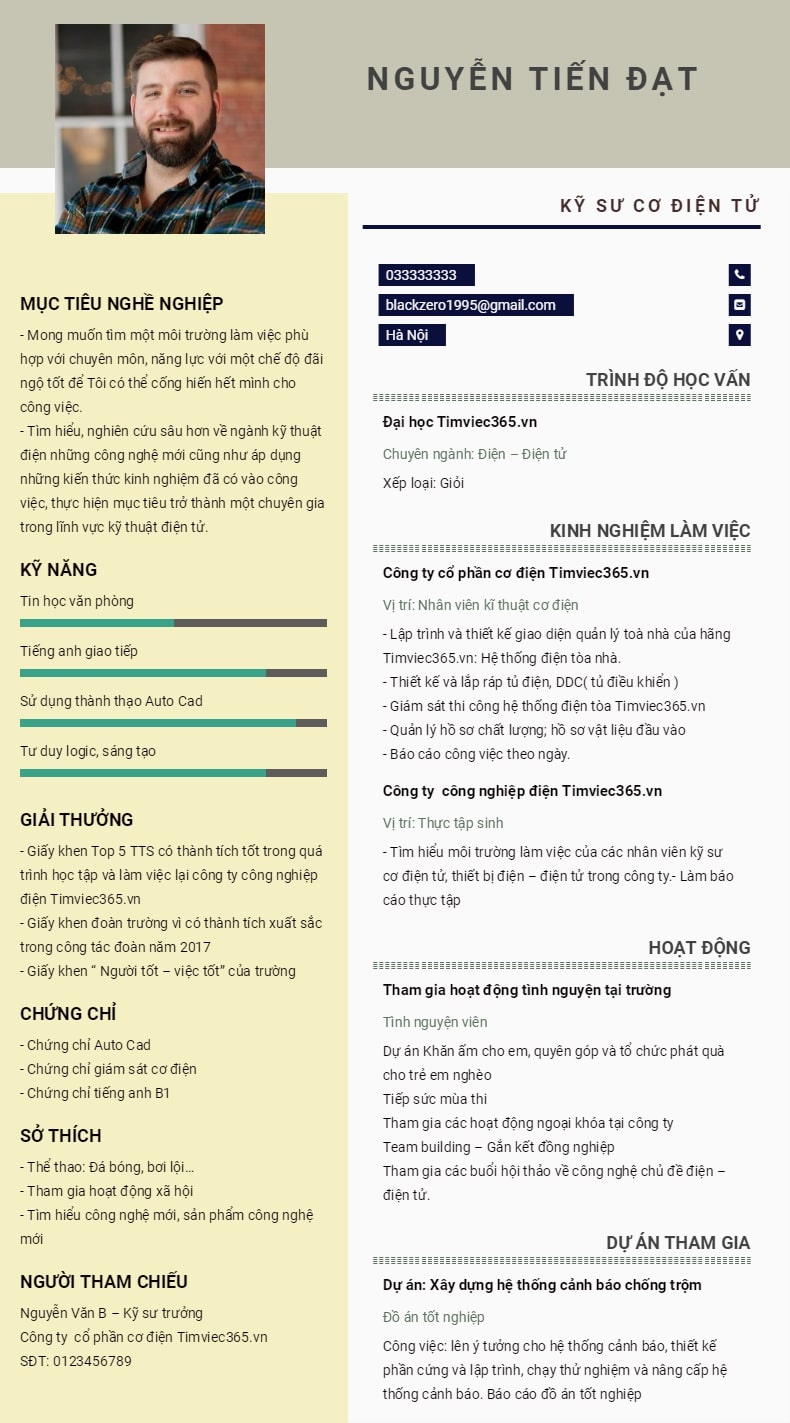 NGUYỄN TIẾN ĐẠT
KỸ SƯ CƠ ĐIỆN TỬ
033333333
blackzero1995@gmail.com
Hà Nội
MỤC TIÊU NGHỀ NGHIỆP
- Mong muốn tìm một môi trường làm việc phù
hợp với chuyên môn, năng lực với một chế độ đãi
ngộ tốt để Tôi có thể cống hiến hết mình cho
công việc.
- Tìm hiểu, nghiên cứu sâu hơn về ngành kỹ thuật
điện những công nghệ mới cũng như áp dụng
những kiến thức kinh nghiệm đã có vào công
việc, thực hiện mục tiêu trở thành một chuyên gia
trong lĩnh vực kỹ thuật điện tử.
KỸ NĂNG
Tin học văn phòng
Tiếng anh giao tiếp
Sử dụng thành thạo Auto Cad
Tư duy logic, sáng tạo
GIẢI THƯỞNG
- Giấy khen Top 5 TTS có thành tích tốt trong quá
trình học tập và làm việc lại công ty công nghiệp
điện Timviec365.vn
- Giấy khen đoàn trường vì có thành tích xuất sắc
trong công tác đoàn năm 2017
- Giấy khen “ Người tốt – việc tốt” của trường
CHỨNG CHỈ
- Chứng chỉ Auto Cad
- Chứng chỉ giám sát cơ điện
- Chứng chỉ tiếng anh B1
SỞ THÍCH
- Thể thao: Đá bóng, bơi lội...
- Tham gia hoạt động xã hội
- Tìm hiểu công nghệ mới, sản phẩm công nghệ
mới
NGƯỜI THAM CHIẾU
Nguyễn Văn B – Kỹ sư trưởng
Công ty cổ phần cơ điện Timviec365.vn
SĐT: 0123456789
TRÌNH ĐỘ HỌC VẤN
Đại học Timviec365.vn
Chuyên ngành: Điện – Điện tử
Xếp loại: Giỏi
KINH NGHIỆM LÀM VIỆC
Công ty cổ phần cơ điện Timviec365.vn
Vị trí: Nhân viên kĩ thuật cơ điện
- Lập trình và thiết kế giao diện quản lý toà nhà của hãng
Timviec365.vn: Hệ thống điện tòa nhà.
- Thiết kế và lắp ráp tủ điện, DDC( tủ điều khiển )
- Giám sát thi công hệ thống điện tòa Timviec365.vn
- Quản lý hồ sơ chất lượng; hồ sơ vật liệu đầu vào
- Báo cáo công việc theo ngày.
Công ty công nghiệp điện Timviec365.vn
Vị trí: Thực tập sinh
- Tìm hiểu môi trường làm việc của các nhân viên kỹ sư
cơ điện tử, thiết bị điện – điện tử trong công ty.- Làm báo
cáo thực tập
HOẠT ĐỘNG
Tham gia hoạt động tình nguyện tại trường
Tình nguyện viên
Dự án Khăn ấm cho em, quyên góp và tổ chức phát quà
cho trẻ em nghèo
Tiếp sức mùa thi
Tham gia các hoạt động ngoại khóa tại công ty
Team building – Gắn kết đồng nghiệp
Tham gia các buổi hội thảo về công nghệ chủ đề điện –
điện tử.
DỰ ÁN THAM GIA
Dự án: Xây dựng hệ thống cảnh báo chống trộm
Đồ án tốt nghiệp
Công việc: lên ý tưởng cho hệ thống cảnh báo, thiết kế
phần cứng và lập trình, chạy thử nghiệm và nâng cấp hệ
thống cảnh báo. Báo cáo đồ án tốt nghiệp